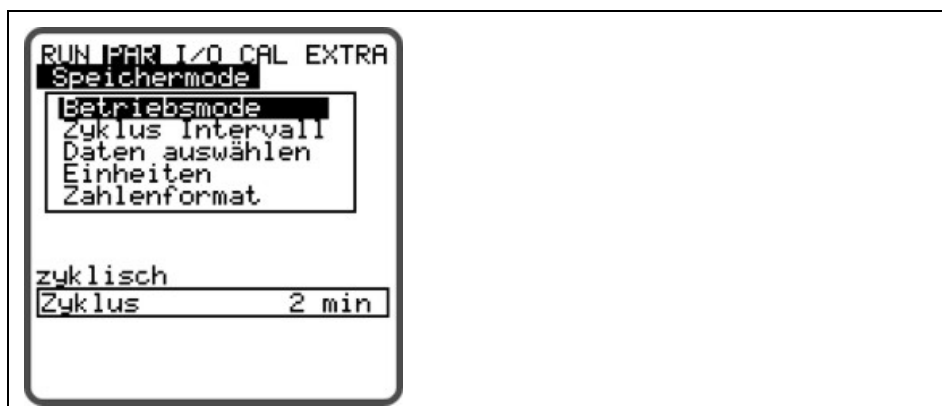 RUN PAR I/O CAL EXTRA
Speichermode
Betriebsmode
Zyklus Intervall
Daten auswählen
Einheiten
Zahlenformat
zyklisch
Zyklus 2 min